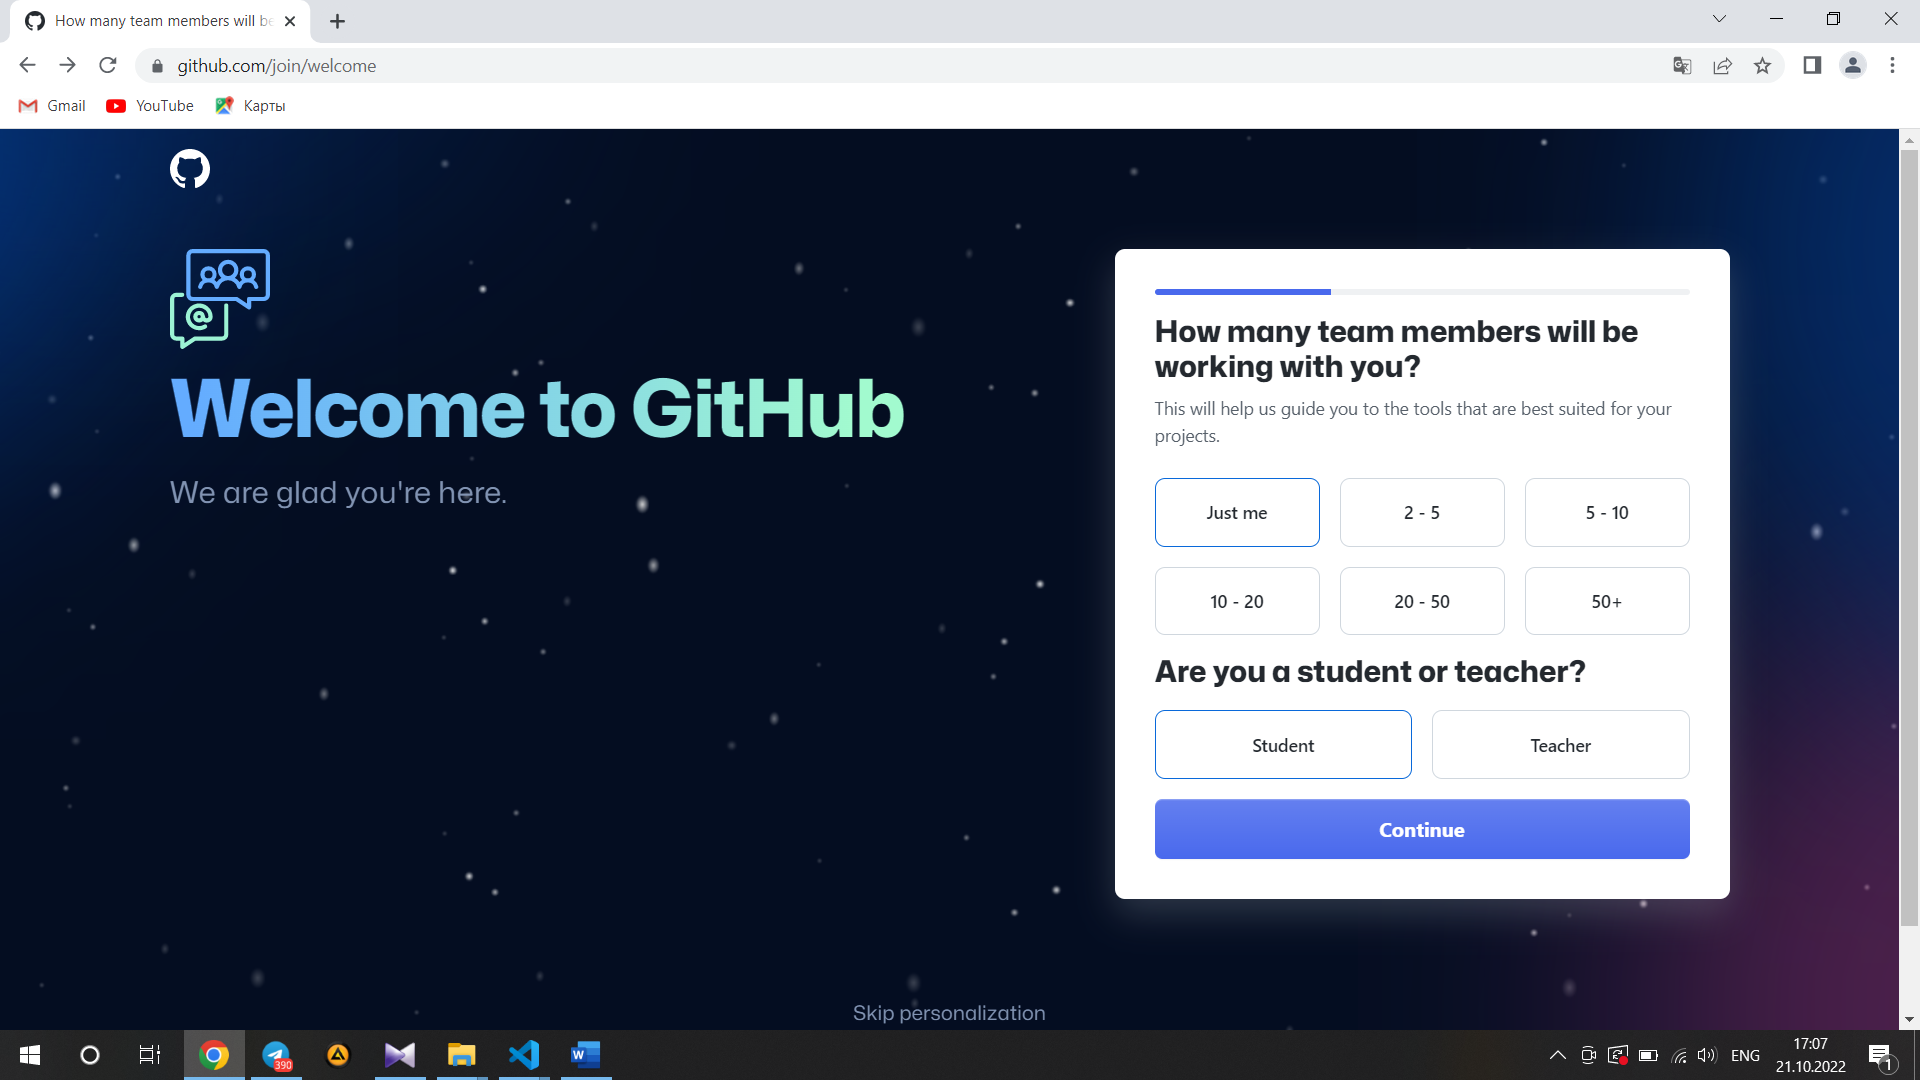 How many team members will be
github.com/join/welcome
Gmail
YouTube
Карты
Welcome to GitHub
We are glad you're here.
How many team members will be
working with you?
This will help us guide you to the tools that are best suited for your
projects.
Just me
2 - 5
5 - 10
10 - 20
20 - 50
50+
Are you a student or teacher?
Student
Teacher
Continue
Skip personalization
390
ENG
17:07
21.10.2022
1